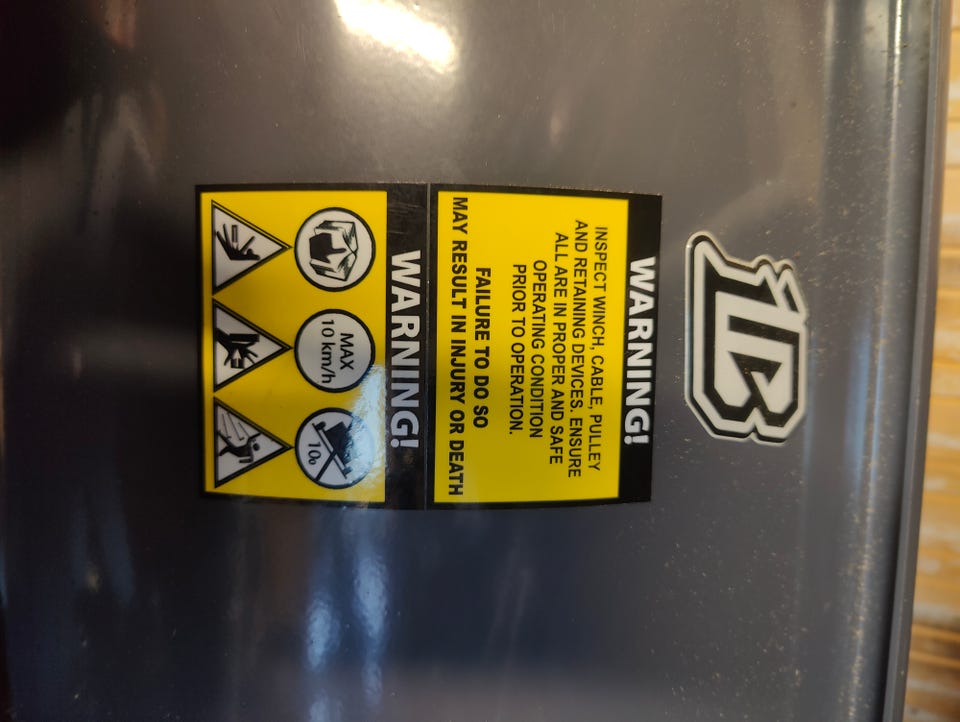 WARNING!
INSPECT WINCH, CABLE, PULLEY
AND RETAINING DEVICES. ENSURE
ALL ARE IN PROPER AND SAFE
OPERATING CONDITION
PRIOR TO OPERATION.
FAILURE TO DO SO
MAY RESULT IN INJURY OR DEATH
WARNING!
MAX
10 km/h
10°